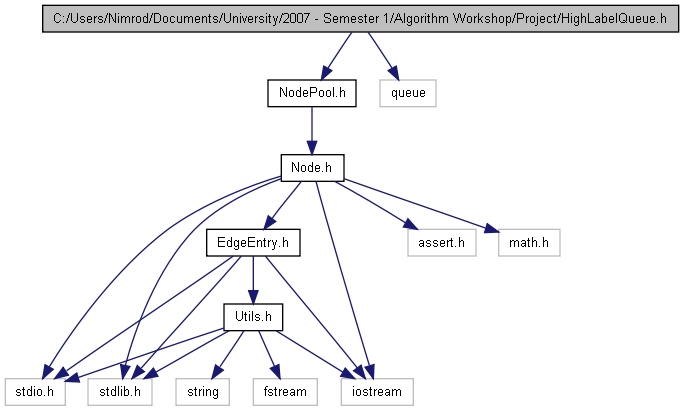 C:/Users/Nimrod/Documents/University/2007 - Semester 1/Algorithm Workshop/Project/HighLabelQueue.h
NodePool.h
queue
Node.h
EdgeEntry.h
assert.h
math.h
Utils.h
stdio.h
stdlib.h
string
fstream
iostream